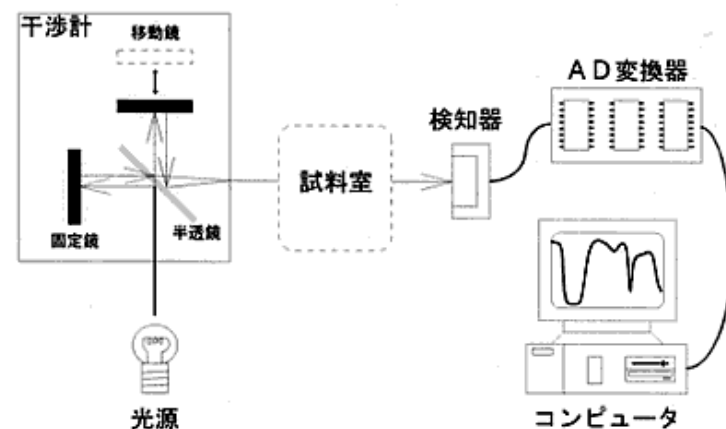 干渉計
移動鏡
固定鏡
半透鏡
光源
試料室
検知器
AD変換器
コンピュータ